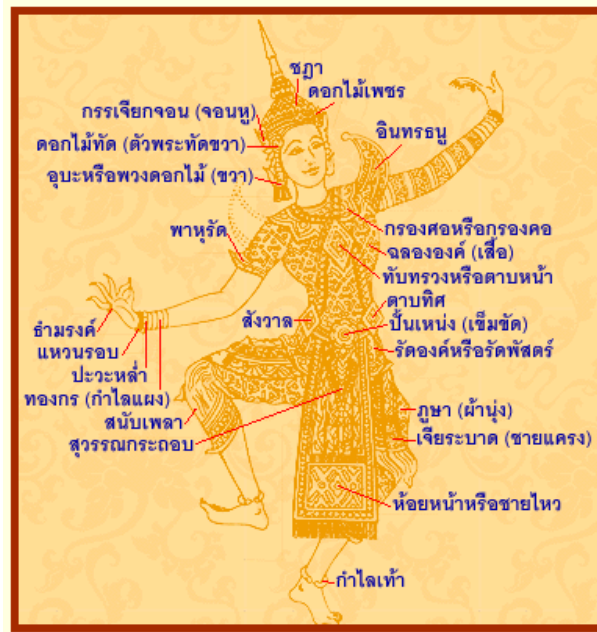 ชฎา
ดอกไม้เพชร
กรรเจียกจอน (จอนหู)
ดอกไม้ทัด (ตัวพระทัดขวา)
อุบะหรือพวงดอกไม้ (ขวา)
อินทรธนู
พาหุรัด
กรองศอหรือกรองคอ
ฉลององค์ (เสื้อ)
ทับทรวงหรือตาบหน้า
ตาบทิศ
สังวาล
ปั้นเหน่ง (เข็มขัด)
รัดองค์หรือรัดพัสตร์
ธำมรงค์
แหวนรอบ
ปะวะหล่ำ
ทองกร (กำไลแผง)
สนับเพลา
สุวรรณกระถอบ
ภูษา (ผ้านุ่ง)
เจียระบาด (ชายแครง)
ห้อยหน้าหรือชายไหว
กำไลเท้า